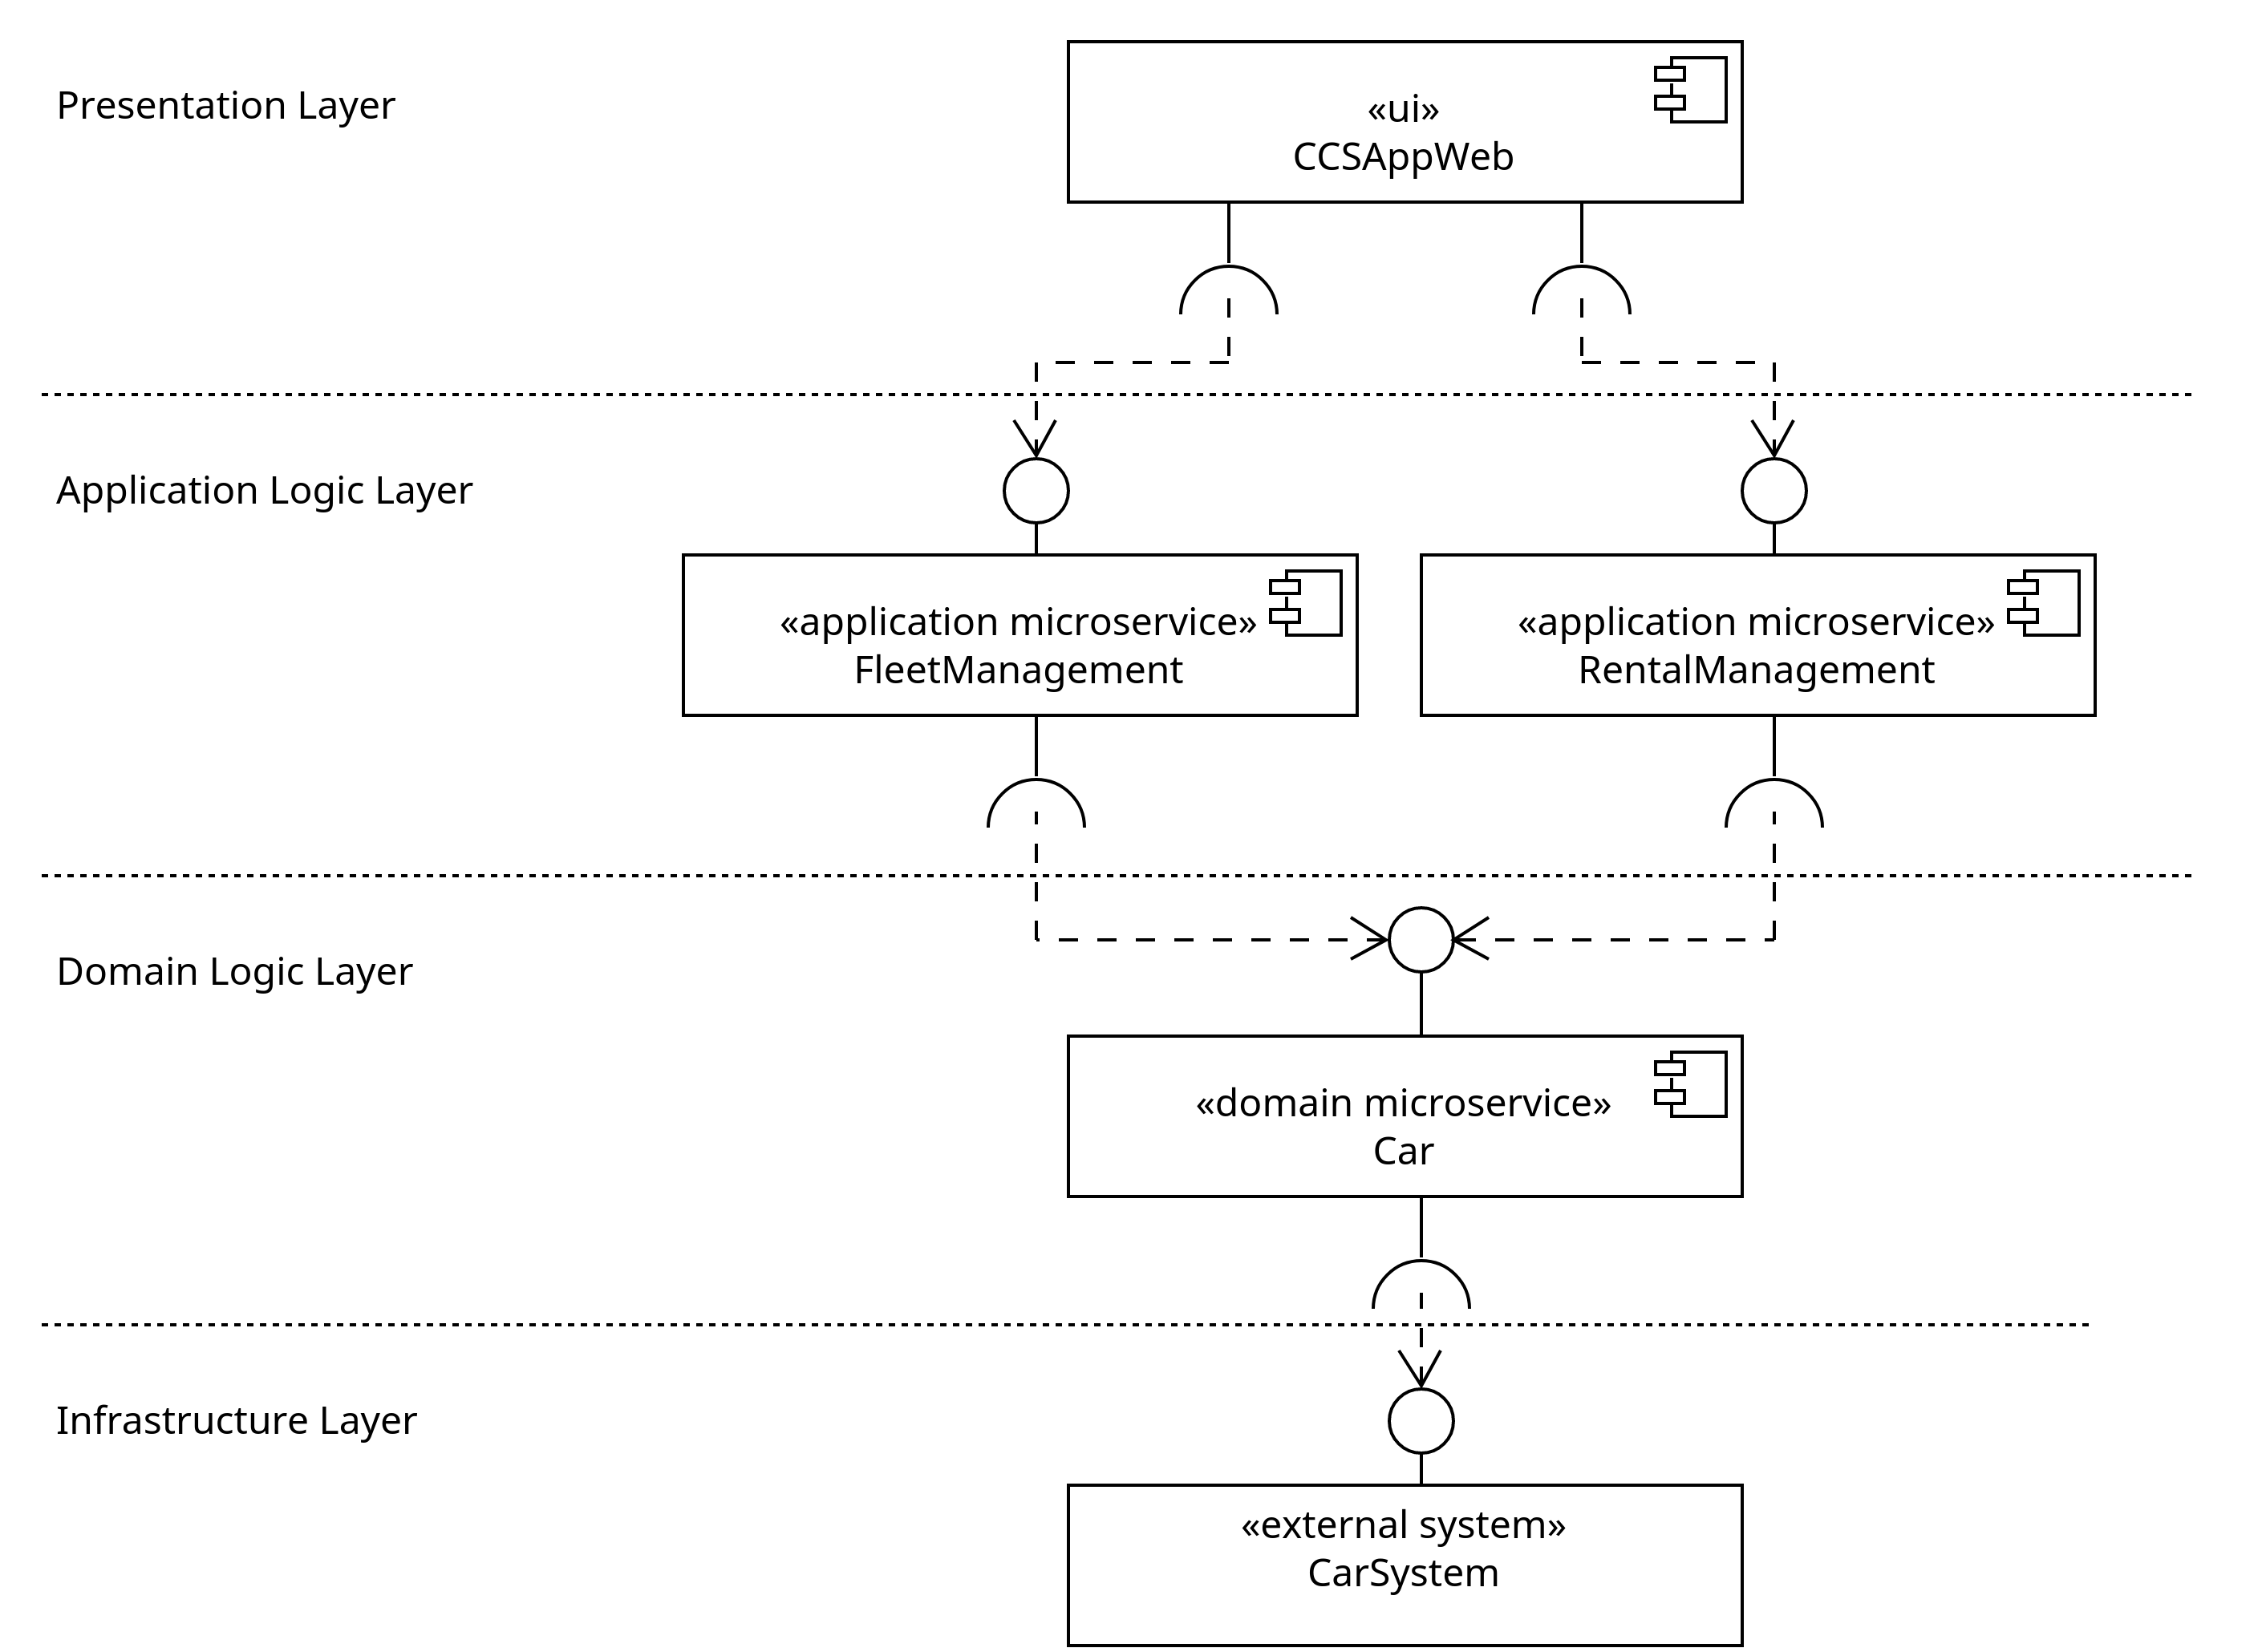 Presentation Layer
«ui»
CCSAppWeb
Application Logic Layer
«application microservice»
FleetManagement
«application microservice»
RentalManagement
Domain Logic Layer
«domain microservice»
Car
Infrastructure Layer
«external system»
CarSystem